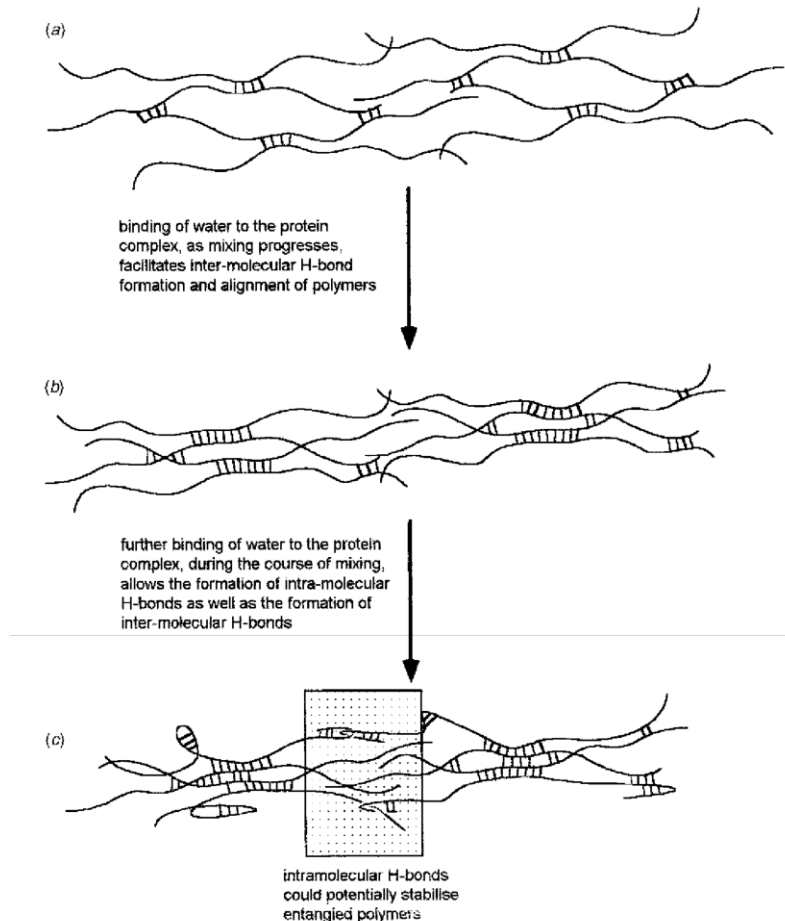 (a)
binding of water to the protein
complex, as mixing progresses,
facilitates inter-molecular H-bond
formation and alignment of polymers
(b)
further binding of water to the protein
complex, during the course of mixing,
allows the formation of intra-molecular
H-bonds as well as the formation of
inter-molecular H-bonds
(c)
intramolecular H-bonds
could potentially stabilise
entangled polymers